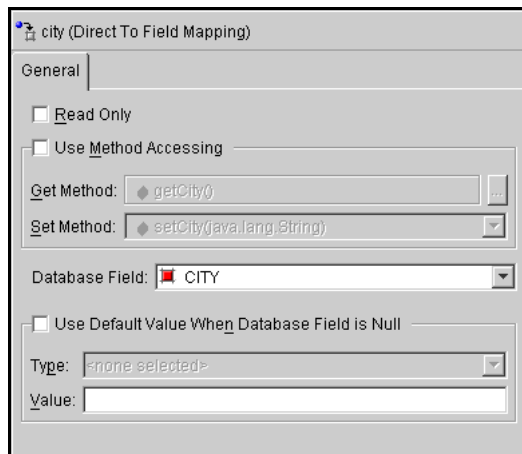 city (Direct To Field Mapping)
General
Read Only
Use Method Accessing
Get Method: getCity() ...
Set Method: setCity(java.lang.String)
Database Field: CITY
Use Default Value When Database Field is Null
Type: <none selected>
Value: